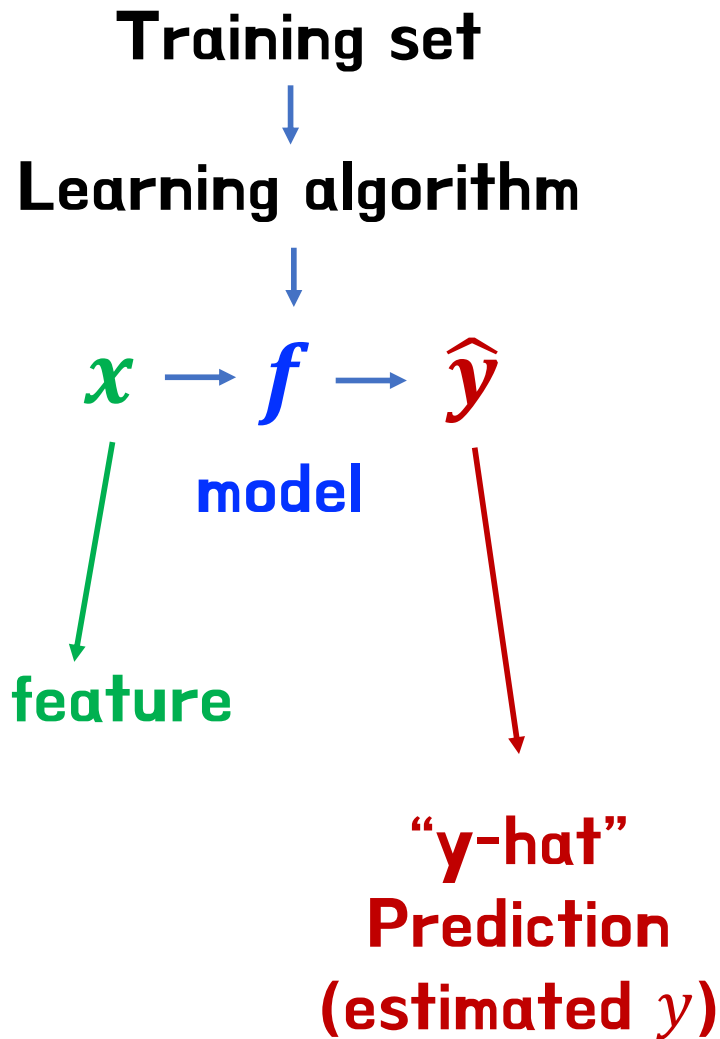 Training set
Learning algorithm
x f ŷ
model
feature
“y-hat”
Prediction
(estimated y)